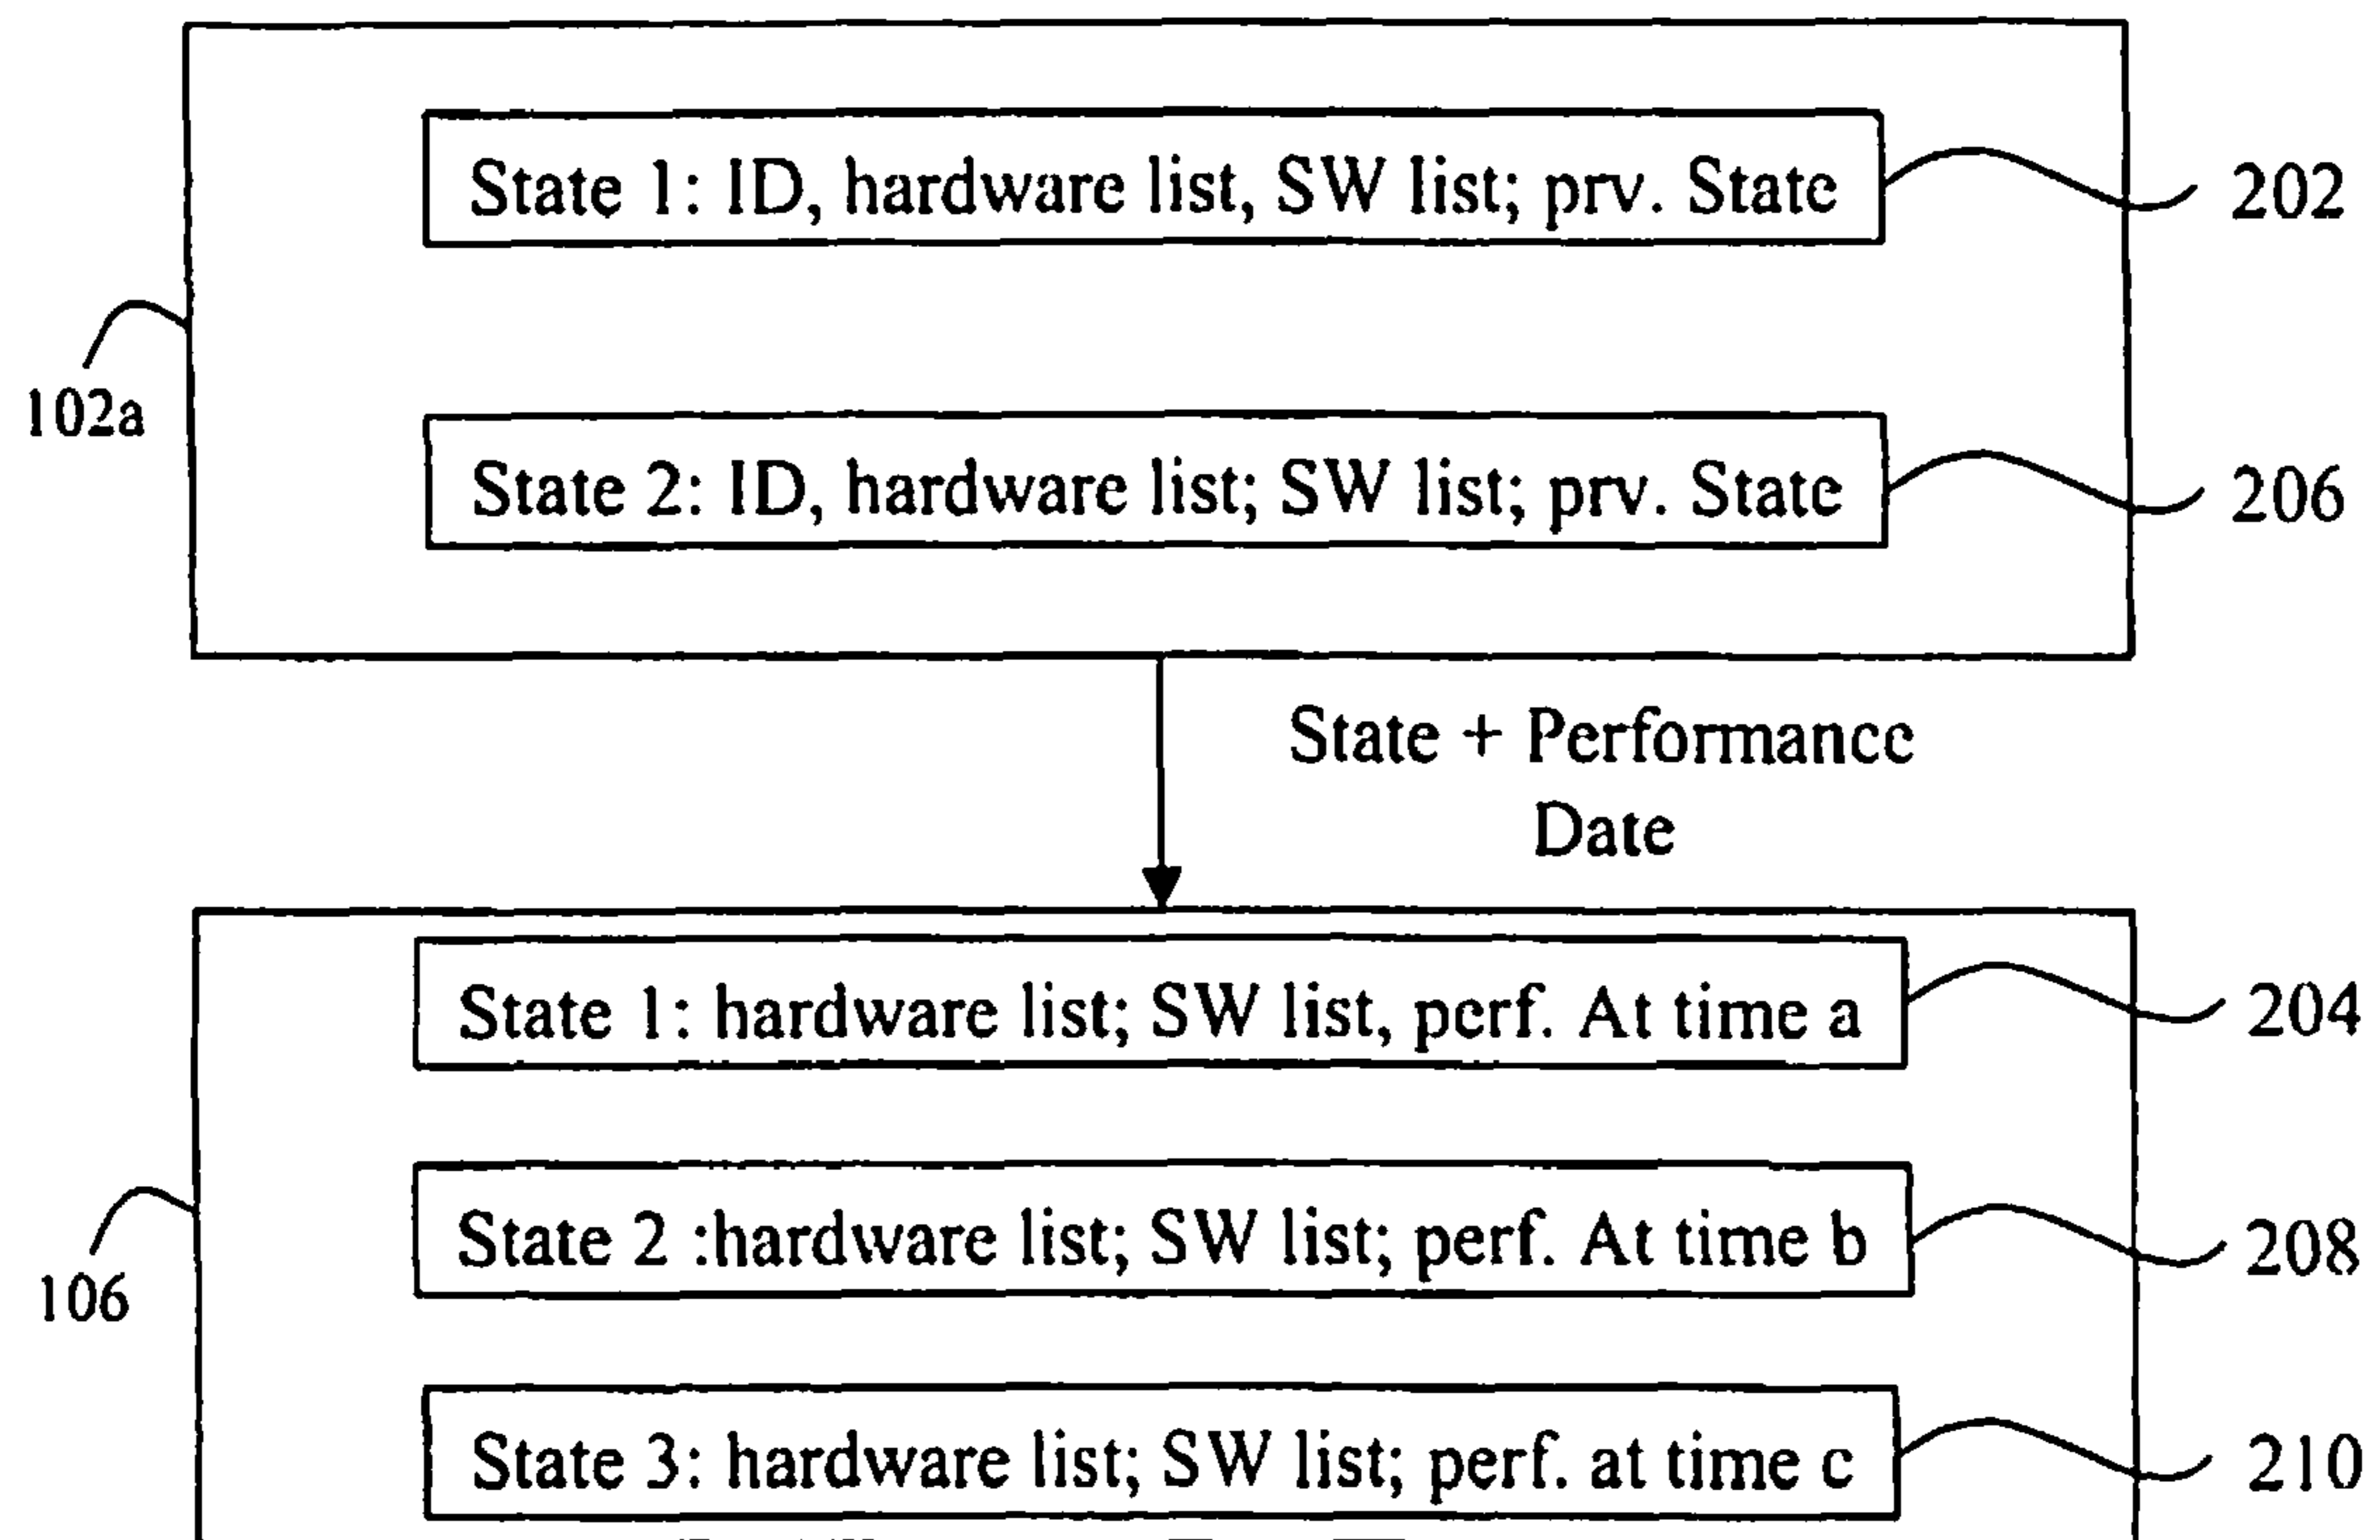 State 1: ID, hardware list, SW list; prv. State
202
102a
State 2: ID, hardware list; SW list; prv. State
206
State + Performance
Date
State 1: hardware list; SW list, perf. At time a
204
State 2 :hardware list; SW list; perf. At time b
208
106
State 3: hardware list; SW list; perf. at time c
210